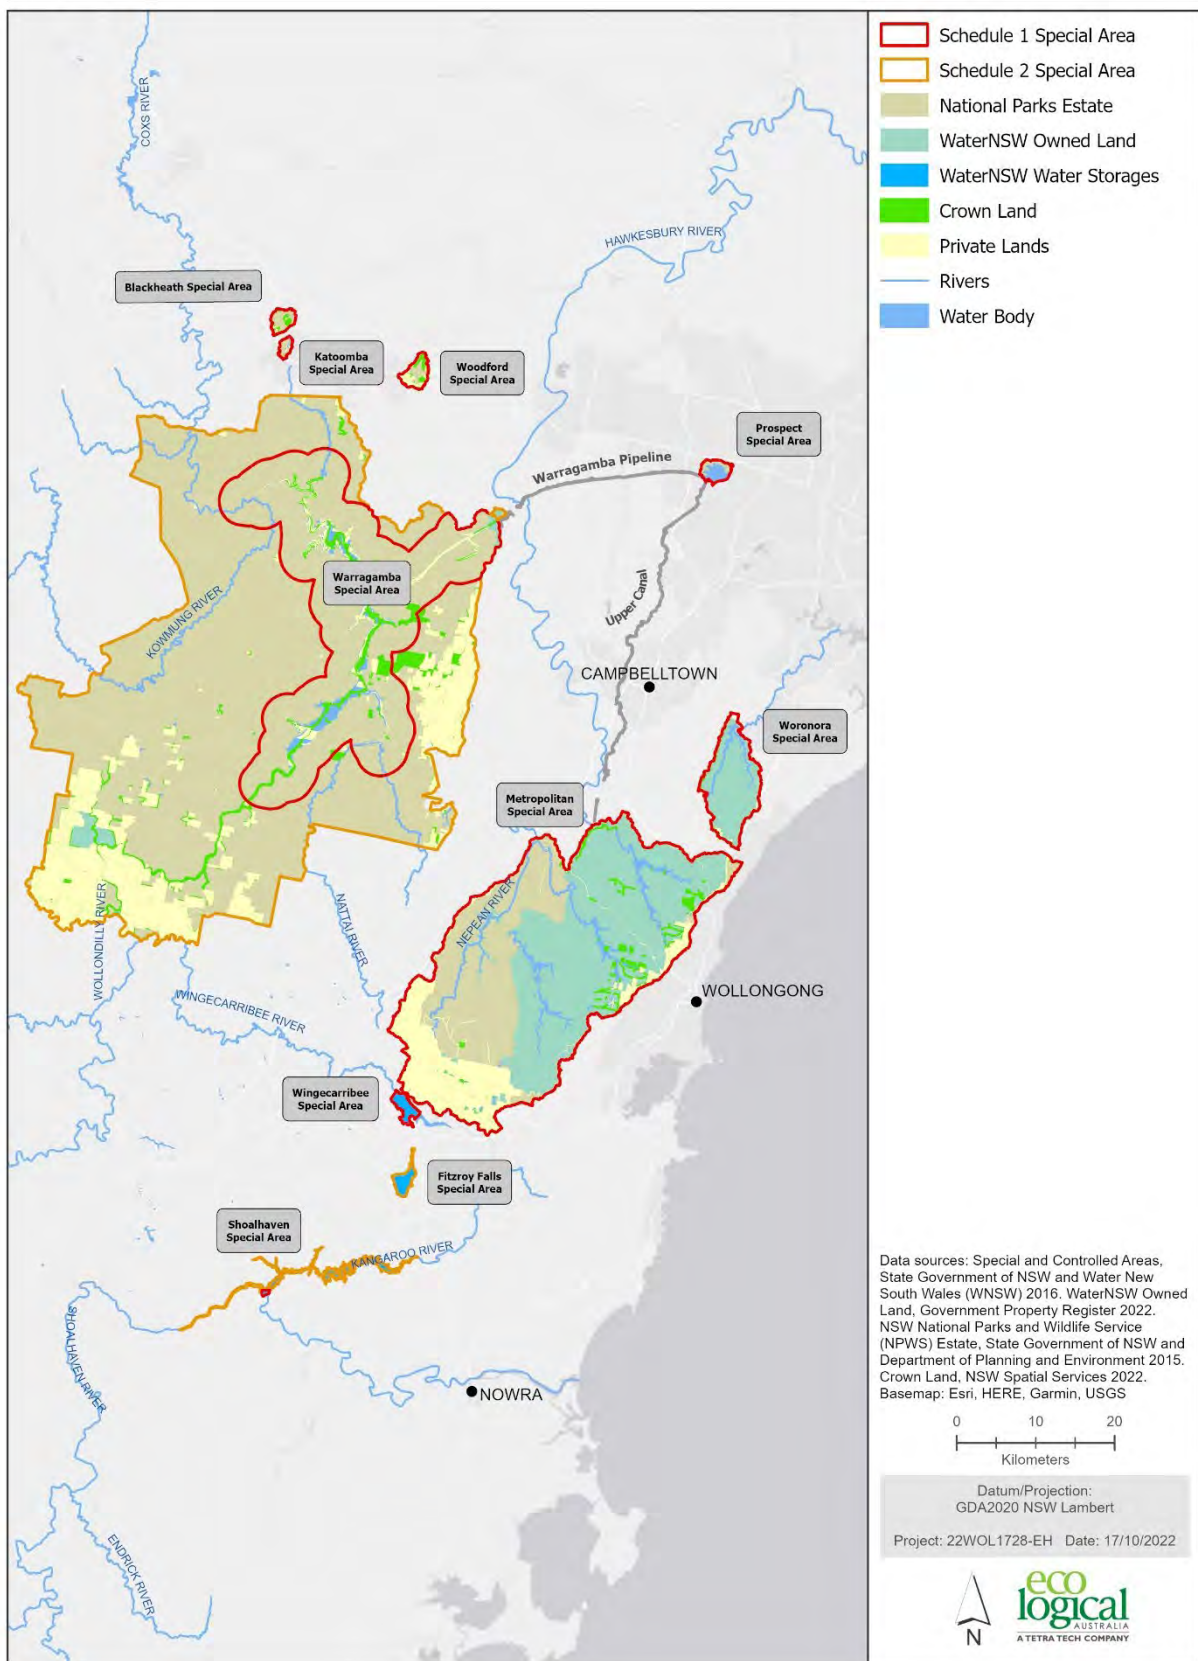 Schedule 1 Special Area
Schedule 2 Special Area
National Parks Estate
WaterNSW Owned Land
WaterNSW Water Storages
Crown Land
Private Lands
Rivers
Water Body
COXS RIVER
HAWKESBURY RIVER
Blackheath Special Area
Katoomba
Special Area
Woodford
Special Area
Prospect
Special Area
Warragamba Pipeline
Warragamba
Special Area
Upper Canal
KOWMUNG RIVER
CAMPBELLTOWN
Woronora
Special Area
Metropolitan
Special Area
NEPEAN RIVER
NATTAI RIVER
WOLLONDILLY RIVER
WINGECARRIBEE RIVER
WOLLONGONG
Wingecarribee
Special Area
Fitzroy Falls
Special Area
Shoalhaven
Special Area
KANGAROO RIVER
SHOALHAVEN RIVER
NOWRA
ENDRICK RIVER
Data sources: Special and Controlled Areas,
State Government of NSW and Water New
South Wales (WNSW) 2016. WaterNSW Owned
Land, Government Property Register 2022.
NSW National Parks and Wildlife Service
(NPWS) Estate, State Government of NSW and
Department of Planning and Environment 2015.
Crown Land, NSW Spatial Services 2022.
Basemap: Esri, HERE, Garmin, USGS
0 10 20
Kilometers
Datum/Projection:
GDA2020 NSW Lambert
Project: 22WOL1728-EH Date: 17/10/2022
N
eco
logical
AUSTRALIA
A TETRA TECH COMPANY